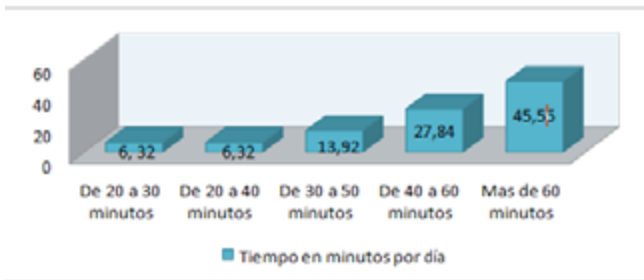 60
40
20
0
6, 32
6,32
13,92
27,84
45,55
De 20 a 30 minutos
De 20 a 40 minutos
De 30 a 50 minutos
De 40 a 60 minutos
Mas de 60 minutos
Tiempo en minutos por día